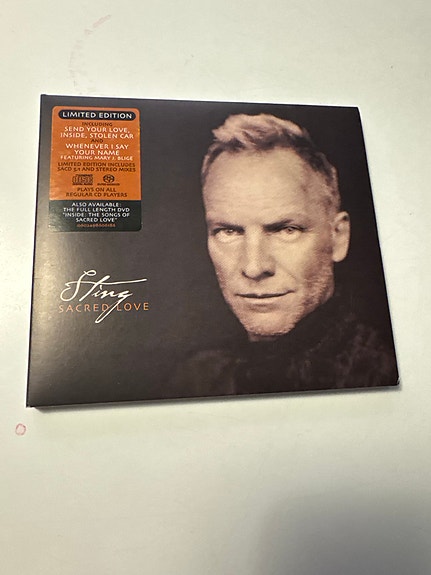 LIMITED EDITION
INCLUDING
SEND YOUR LOVE,
INSIDE, STOLEN CAR
AND
WHENEVER I SAY
YOUR NAME
FEATURING MARY J. BLIGE
LIMITED EDITION INCLUDES
SACD 5.1 AND STEREO MIXES
PLAYS ON ALL
REGULAR CD PLAYERS
ALSO AVAILABLE:
THE FULL LENGTH DVD
"INSIDE: THE SONGS OF
SACRED LOVE"
Sting
SACRED LOVE